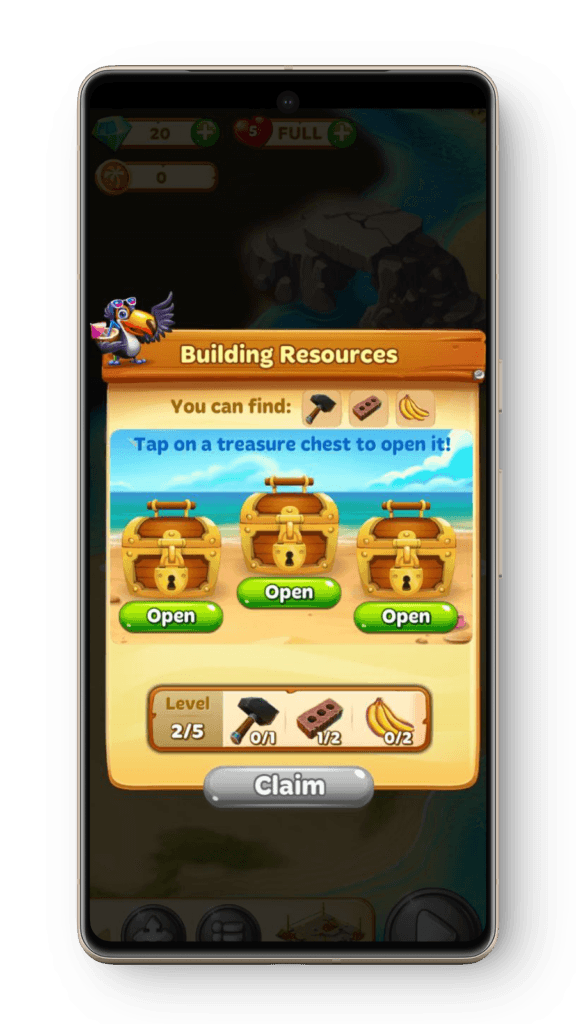 20
5 FULL
0
Building Resources
You can find:
Tap on a treasure chest to open it!
Open
Open
Open
Level
2/5
0/1
1/2
0/2
Claim